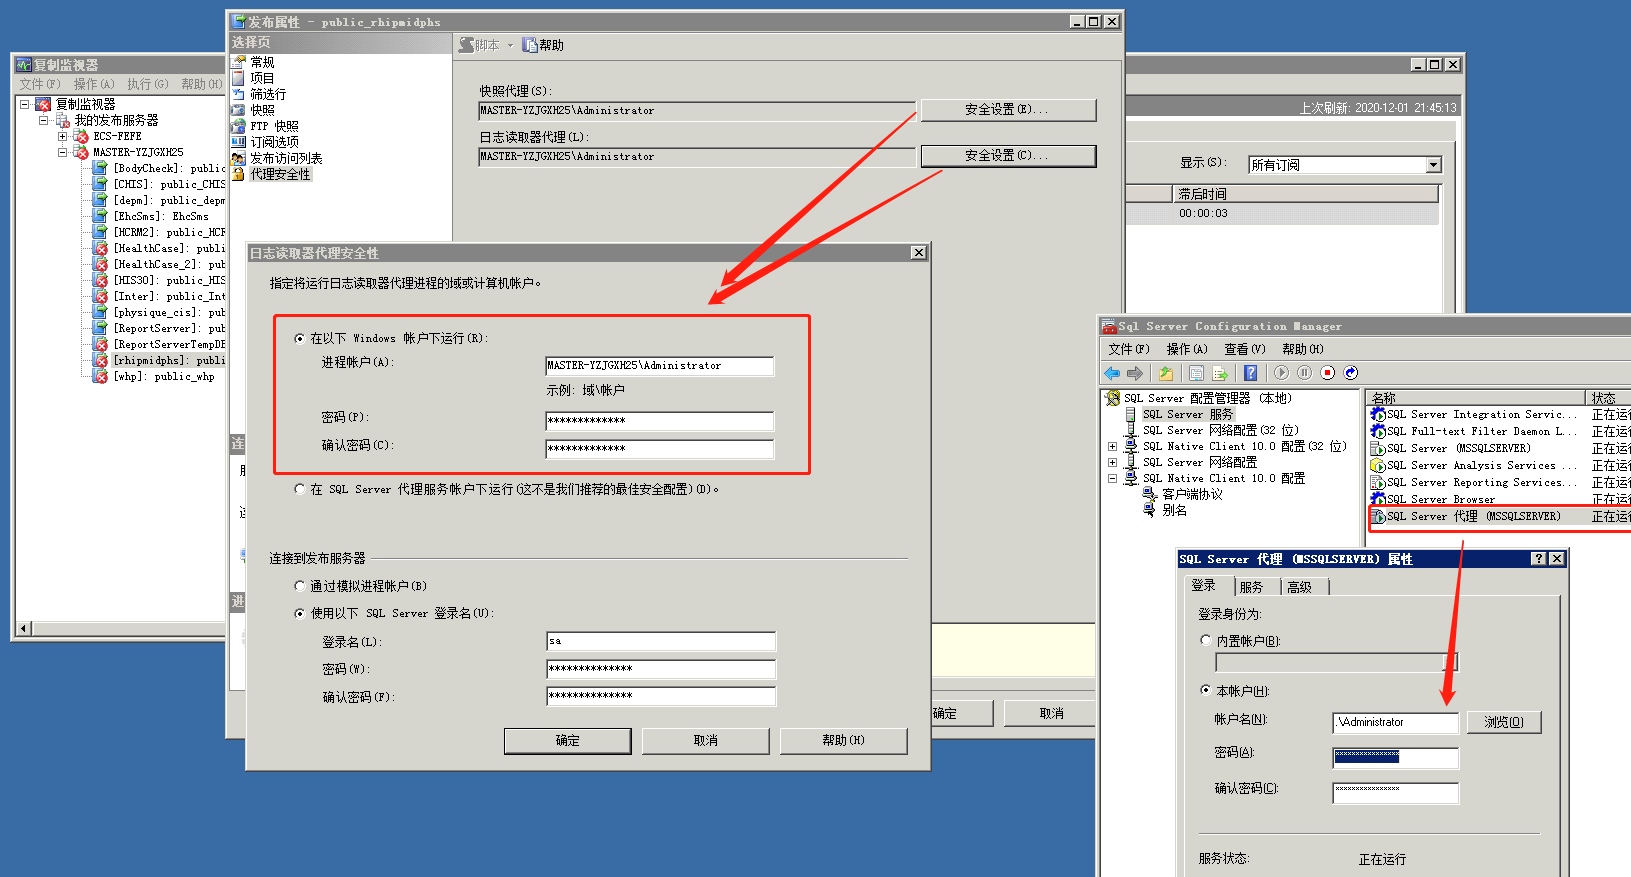 发布属性 - public_rhipmidphs
选择页
常规
项目
筛选行
快照
FTP 快照
订阅选项
发布访问列表
代理安全性
脚本
帮助
快照代理(S):
MASTER-YZJGXH25\Administrator
安全设置(E)...
日志读取器代理(L):
MASTER-YZJGXH25\Administrator
安全设置(C)...
确定
取消
复制监视器
文件(F) 操作(A) 执行(G) 帮助(H)
复制监视器
我的发布服务器
ECS-FEFE
MASTER-YZJGXH25
[BodyCheck]: public
[CHIS]: public_CHIS
[depm]: public_depm
[EhcSms]: EhcSms
[HCRM2]: public_HCR
[HealthCase]: publi
[HealthCase_2]: pub
[HIS30]: public_HIS
[Inter]: public_Int
[physique_cis]: pub
[ReportServer]: pub
[ReportServerTempDB
[rhipmidphs]: publi
[whp]: public_whp
上次刷新: 2020-12-01 21:45:13
显示(S):
所有订阅
滞后时间
00:00:03
日志读取器代理安全性
指定将运行日志读取器代理进程的域或计算机帐户。
在以下 Windows 帐户下运行(R):
进程帐户(A):
MASTER-YZJGXH25\Administrator
示例: 域\帐户
密码(P):
*************
确认密码(C):
*************
在 SQL Server 代理服务帐户下运行(这不是我们推荐的最佳安全配置)(O)。
连接到发布服务器
通过模拟进程帐户(B)
使用以下 SQL Server 登录名(U):
登录名(L):
sa
密码(W):
**************
确认密码(F):
**************
确定
取消
帮助(H)
Sql Server Configuration Manager
文件(F) 操作(A) 查看(V) 帮助(H)
SQL Server 配置管理器 (本地)
SQL Server 服务
SQL Server 网络配置(32 位)
SQL Native Client 10.0 配置(32 位)
SQL Server 网络配置
SQL Native Client 10.0 配置
客户端协议
别名
名称 状态
SQL Server Integration Servic... 正在运行
SQL Full-text Filter Daemon L... 正在运行
SQL Server (MSSQLSERVER) 正在运行
SQL Server Analysis Services ... 正在运行
SQL Server Reporting Services... 正在运行
SQL Server Browser 正在运行
SQL Server 代理 (MSSQLSERVER) 正在运行
SQL Server 代理 (MSSQLSERVER) 属性
登录
服务
高级
登录身份为:
内置帐户(B):
本帐户(H):
帐户名(N):
.\Administrator
浏览(O)
密码(A):
***************
确认密码(C):
***************
服务状态:
正在运行